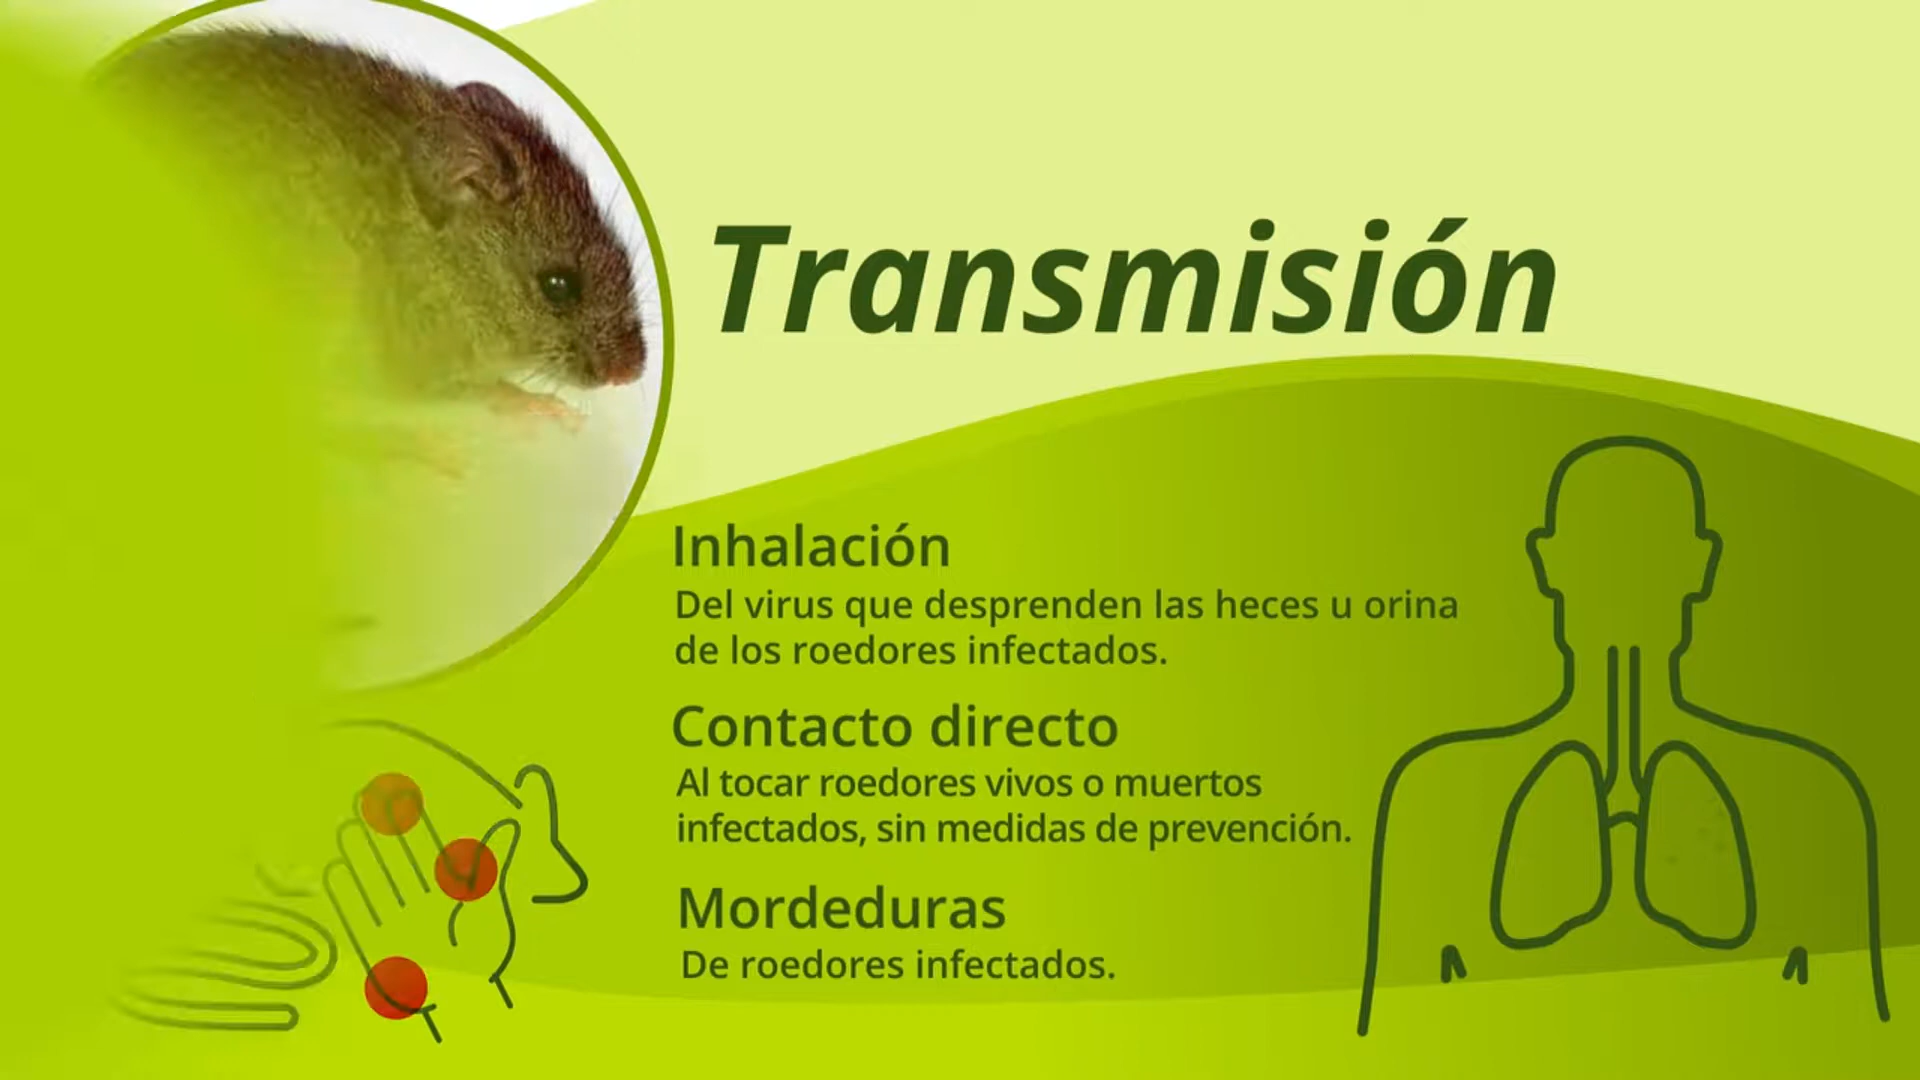 Transmisión
Inhalación
Del virus que desprenden las heces u orina
de los roedores infectados.
Contacto directo
Al tocar roedores vivos o muertos
infectados, sin medidas de prevención.
Mordeduras
De roedores infectados.